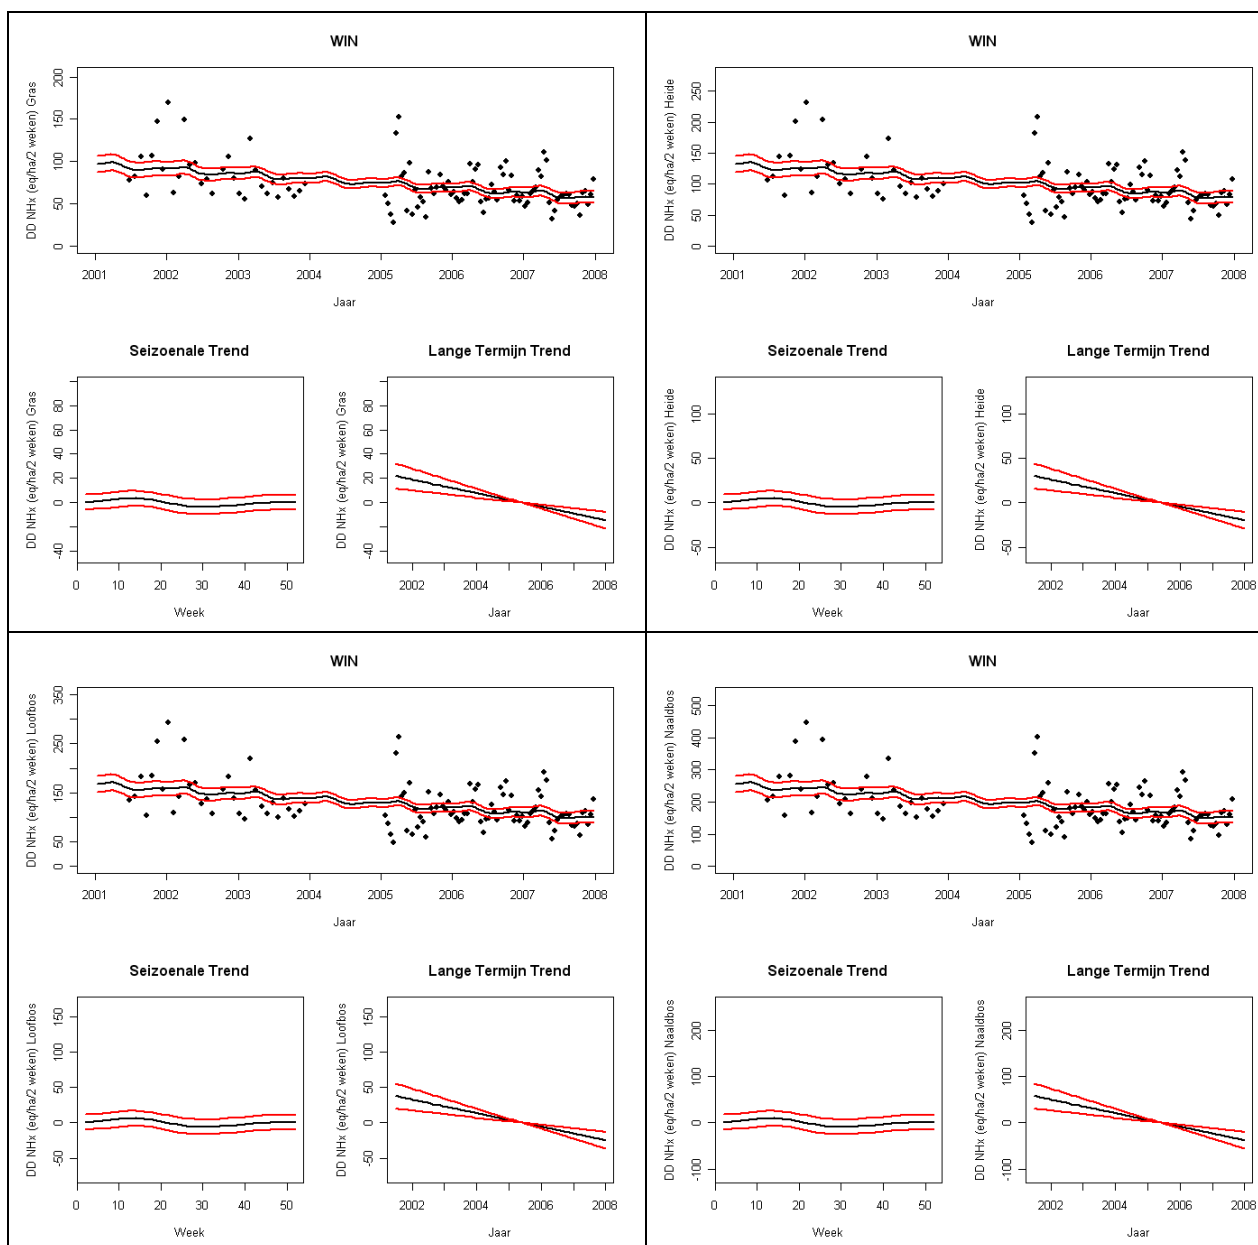 WIN
DD NHx (eq/ha/2 weken) Gras
0 50 100 150 200
2001 2002 2003 2004 2005 2006 2007 2008
Jaar
Seizoenale Trend
DD NHx (eq/ha/2 weken) Gras
-40 0 20 40 60 80
0 10 20 30 40 50
Week
Lange Termijn Trend
DD NHx (eq/ha/2 weken) Gras
-40 0 20 40 60 80
2002 2004 2006 2008
Jaar
WIN
DD NHx (eq/ha/2 weken) Heide
0 50 100 150 200 250
2001 2002 2003 2004 2005 2006 2007 2008
Jaar
Seizoenale Trend
DD NHx (eq/ha/2 weken) Heide
-50 0 50 100
0 10 20 30 40 50
Week
Lange Termijn Trend
DD NHx (eq/ha/2 weken) Heide
-50 0 50 100
2002 2004 2006 2008
Jaar
WIN
DD NHx (eq/ha/2 weken) Loofbos
0 50 150 250 350
2001 2002 2003 2004 2005 2006 2007 2008
Jaar
Seizoenale Trend
DD NHx (eq/ha/2 weken) Loofbos
-50 0 50 100 150
0 10 20 30 40 50
Week
Lange Termijn Trend
DD NHx (eq/ha/2 weken) Loofbos
-50 0 50 100 150
2002 2004 2006 2008
Jaar
WIN
DD NHx (eq/ha/2 weken) Naaldbos
0 100 200 300 400 500
2001 2002 2003 2004 2005 2006 2007 2008
Jaar
Seizoenale Trend
DD NHx (eq/ha/2 weken) Naaldbos
-100 0 100 200
0 10 20 30 40 50
Week
Lange Termijn Trend
DD NHx (eq/ha/2 weken) Naaldbos
-100 0 100 200
2002 2004 2006 2008
Jaar